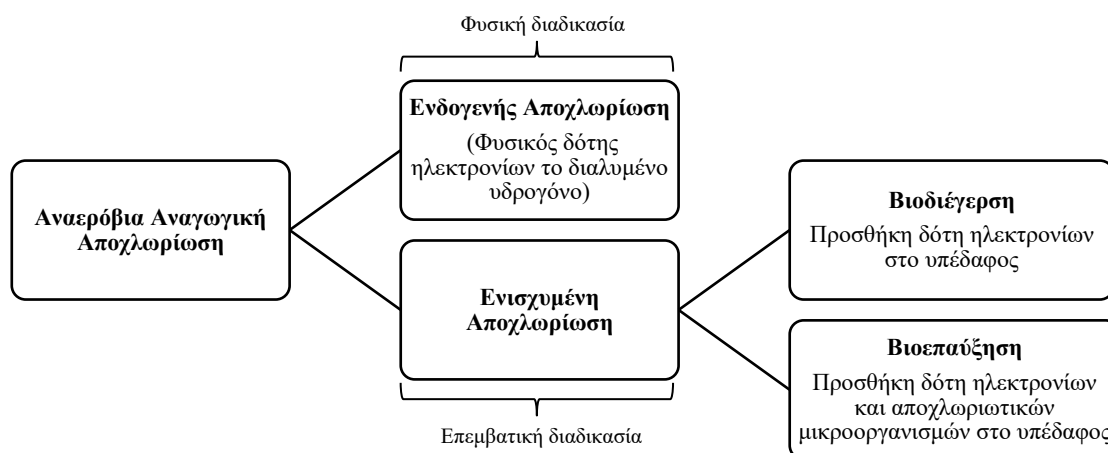 Φυσική διαδικασία
Ενδογενής Αποχλωρίωση
(Φυσικός δότης
ηλεκτρονίων το διαλυμένο
υδρογόνο)
Αναερόβια Αναγωγική
Αποχλωρίωση
Ενισχυμένη
Αποχλωρίωση
Επεμβατική διαδικασία
Βιοδιέγερση
Προσθήκη δότη ηλεκτρονίων
στο υπέδαφος
Βιοεπαύξηση
Προσθήκη δότη ηλεκτρονίων
και αποχλωριωτικών
μικροοργανισμών στο υπέδαφος